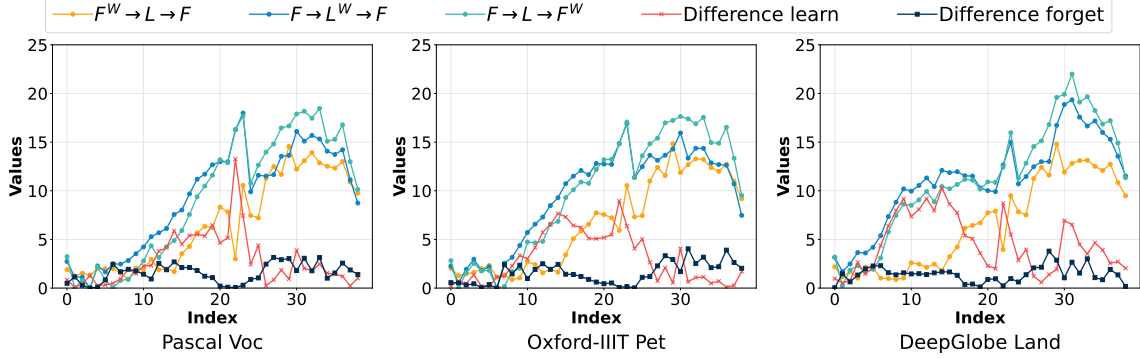 F^W → L → F F → L^W → F F → L → F^W Difference learn Difference forget
25 25 25
20 20 20
15 15 15
10 10 10
5 5 5
0 0 0
Values Values Values
0 10 20 30 0 10 20 30 0 10 20 30
Index Index Index
Pascal Voc Oxford-IIIT Pet DeepGlobe Land